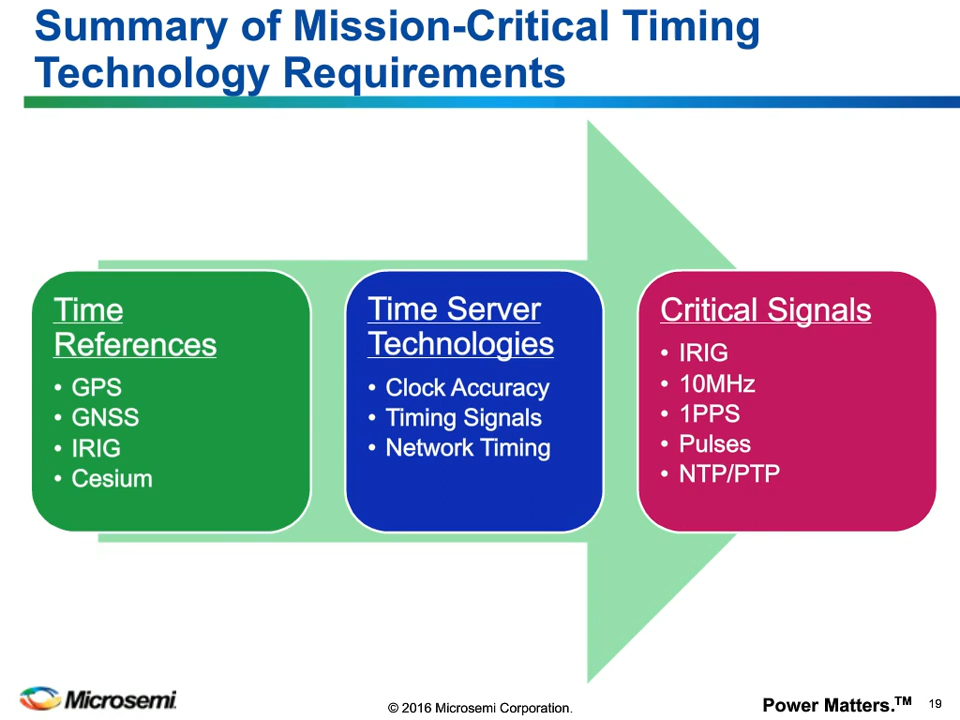 Summary of Mission-Critical Timing
Technology Requirements
Time
References
• GPS
• GNSS
• IRIG
• Cesium
Time Server
Technologies
• Clock Accuracy
• Timing Signals
• Network Timing
Critical Signals
• IRIG
• 10MHz
• 1PPS
• Pulses
• NTP/PTP
Microsemi.
© 2016 Microsemi Corporation.
Power Matters.™
19